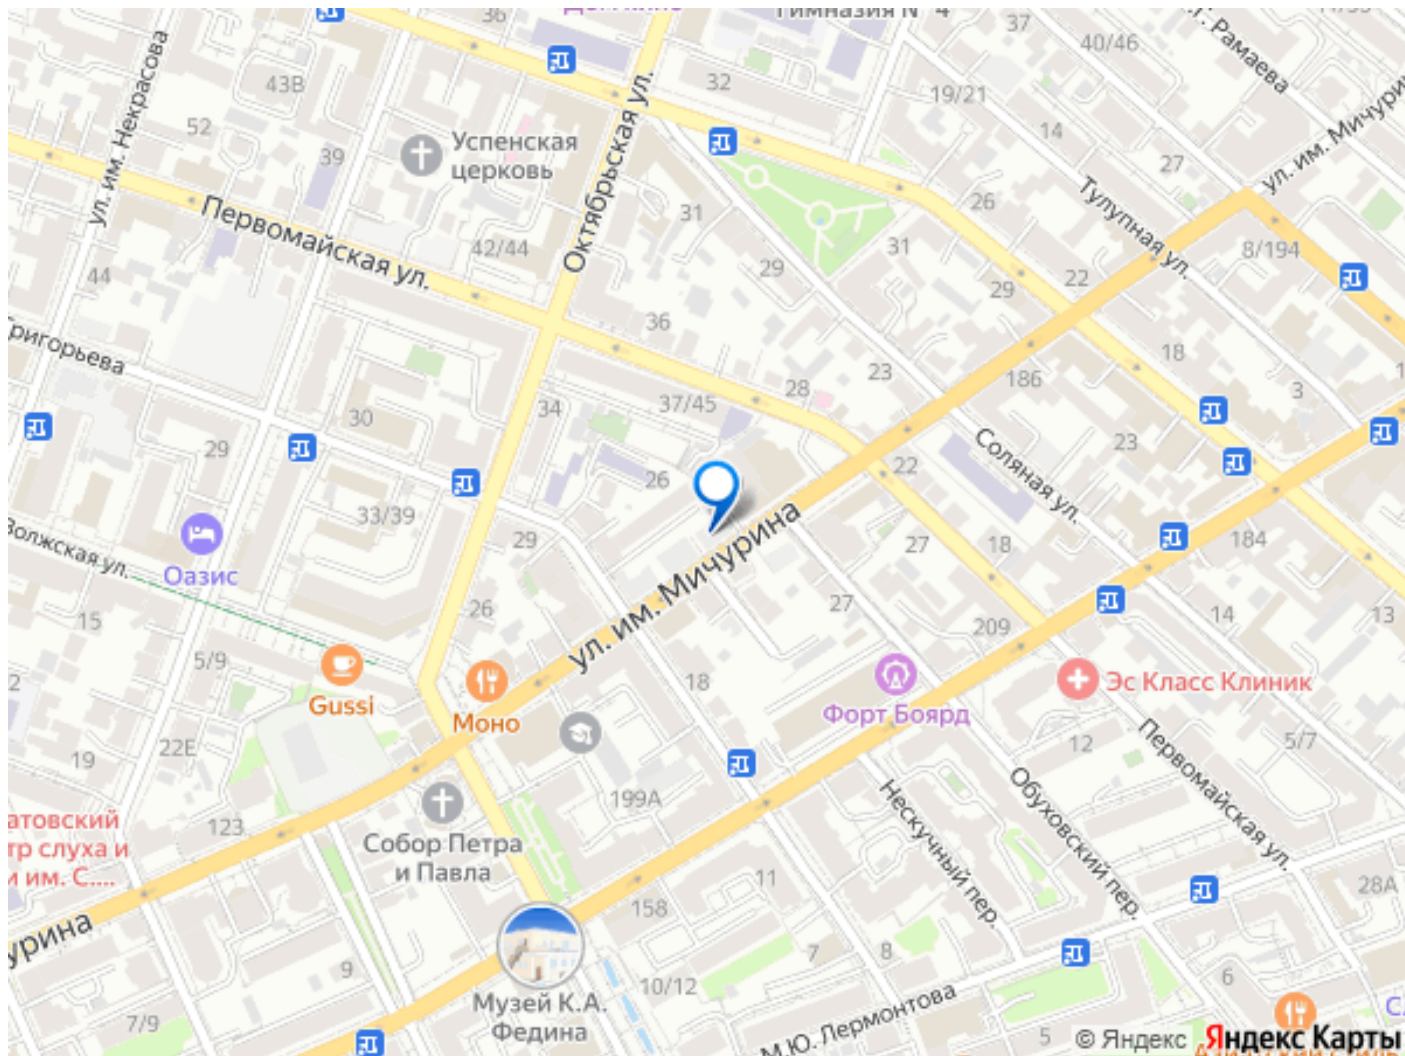 36
Гимназия № 4
37
40/46
ул. им. Некрасова
43В
32
Рамаева
19/21
14
ул. им. Мичури
52
39
Успенская
церковь
Октябрьская ул.
27
Тулупная ул.
26
31
Первомайская ул.
42/44
31
8/194
44
29
29
22
36
18
Григорьева
23
186
3
28
37/45
34
30
29
26
22
23
Соляная ул.
33/39
29
ул. им. Мичурина
27
18
184
Волжская ул.
Оазис
26
27
14
13
15
209
5/9
Gussi
Моно
18
Форт Боярд
Эс Класс Клиник
22Е
19
12
5/7
Первомайская ул.
199А
Обуховский пер.
Нескучный пер.
123
Собор Петра
и Павла
атовский
тр слуха и
и им. С....
11
28А
158
урина
9
7
8
6
10/12
Музей К.А.
Федина
7/9
М.Ю. Лермонтова
5
© Яндекс
Яндекс Карты